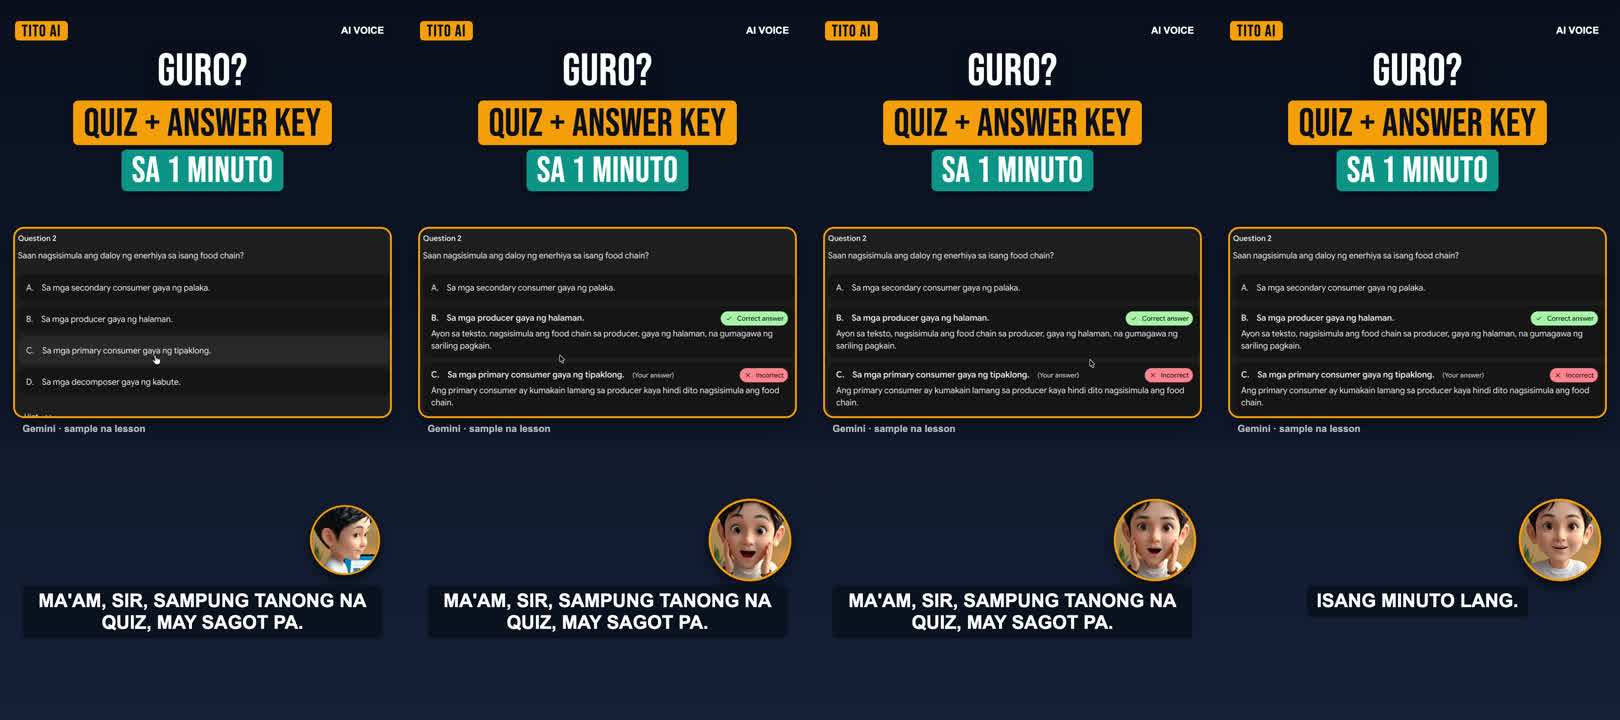 TITO AI
AI VOICE
GURO?
QUIZ + ANSWER KEY
SA 1 MINUTO
Question 2
Saan nagsisimula ang daloy ng enerhiya sa isang food chain?
A. Sa mga secondary consumer gaya ng palaka.
B. Sa mga producer gaya ng halaman.
C. Sa mga primary consumer gaya ng tipaklong.
D. Sa mga decomposer gaya ng kabute.
Gemini · sample na lesson
MA'AM, SIR, SAMPUNG TANONG NA
QUIZ, MAY SAGOT PA.
TITO AI
AI VOICE
GURO?
QUIZ + ANSWER KEY
SA 1 MINUTO
Question 2
Saan nagsisimula ang daloy ng enerhiya sa isang food chain?
A. Sa mga secondary consumer gaya ng palaka.
B. Sa mga producer gaya ng halaman. ✓ Correct answer
Ayon sa teksto, nagsisimula ang food chain sa producer, gaya ng halaman, na gumagawa ng
sariling pagkain.
C. Sa mga primary consumer gaya ng tipaklong. (Your answer) × Incorrect
Ang primary consumer ay kumakain lamang sa producer kaya hindi dito nagsisimula ang food
chain.
Gemini · sample na lesson
MA'AM, SIR, SAMPUNG TANONG NA
QUIZ, MAY SAGOT PA.
TITO AI
AI VOICE
GURO?
QUIZ + ANSWER KEY
SA 1 MINUTO
Question 2
Saan nagsisimula ang daloy ng enerhiya sa isang food chain?
A. Sa mga secondary consumer gaya ng palaka.
B. Sa mga producer gaya ng halaman. ✓ Correct answer
Ayon sa teksto, nagsisimula ang food chain sa producer, gaya ng halaman, na gumagawa ng
sariling pagkain.
C. Sa mga primary consumer gaya ng tipaklong. (Your answer) × Incorrect
Ang primary consumer ay kumakain lamang sa producer kaya hindi dito nagsisimula ang food
chain.
Gemini · sample na lesson
MA'AM, SIR, SAMPUNG TANONG NA
QUIZ, MAY SAGOT PA.
TITO AI
AI VOICE
GURO?
QUIZ + ANSWER KEY
SA 1 MINUTO
Question 2
Saan nagsisimula ang daloy ng enerhiya sa isang food chain?
A. Sa mga secondary consumer gaya ng palaka.
B. Sa mga producer gaya ng halaman. ✓ Correct answer
Ayon sa teksto, nagsisimula ang food chain sa producer, gaya ng halaman, na gumagawa ng
sariling pagkain.
C. Sa mga primary consumer gaya ng tipaklong. (Your answer) × Incorrect
Ang primary consumer ay kumakain lamang sa producer kaya hindi dito nagsisimula ang food
chain.
Gemini · sample na lesson
ISANG MINUTO LANG.